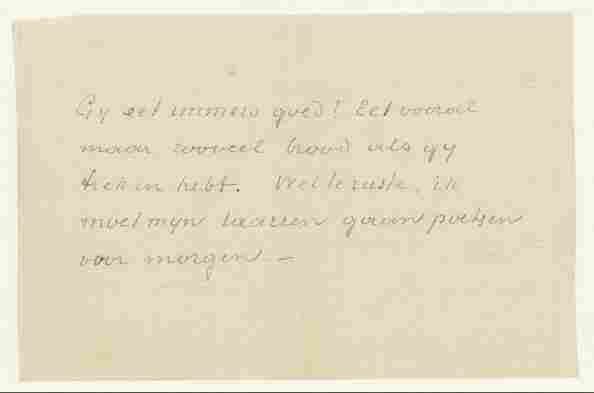 Gy eet immers goed! Eet vooral
maar zooveel brood als gy
trek in hebt. Wel te ruste, ik
moet myn laarzen gaan poetsen
voor morgen –